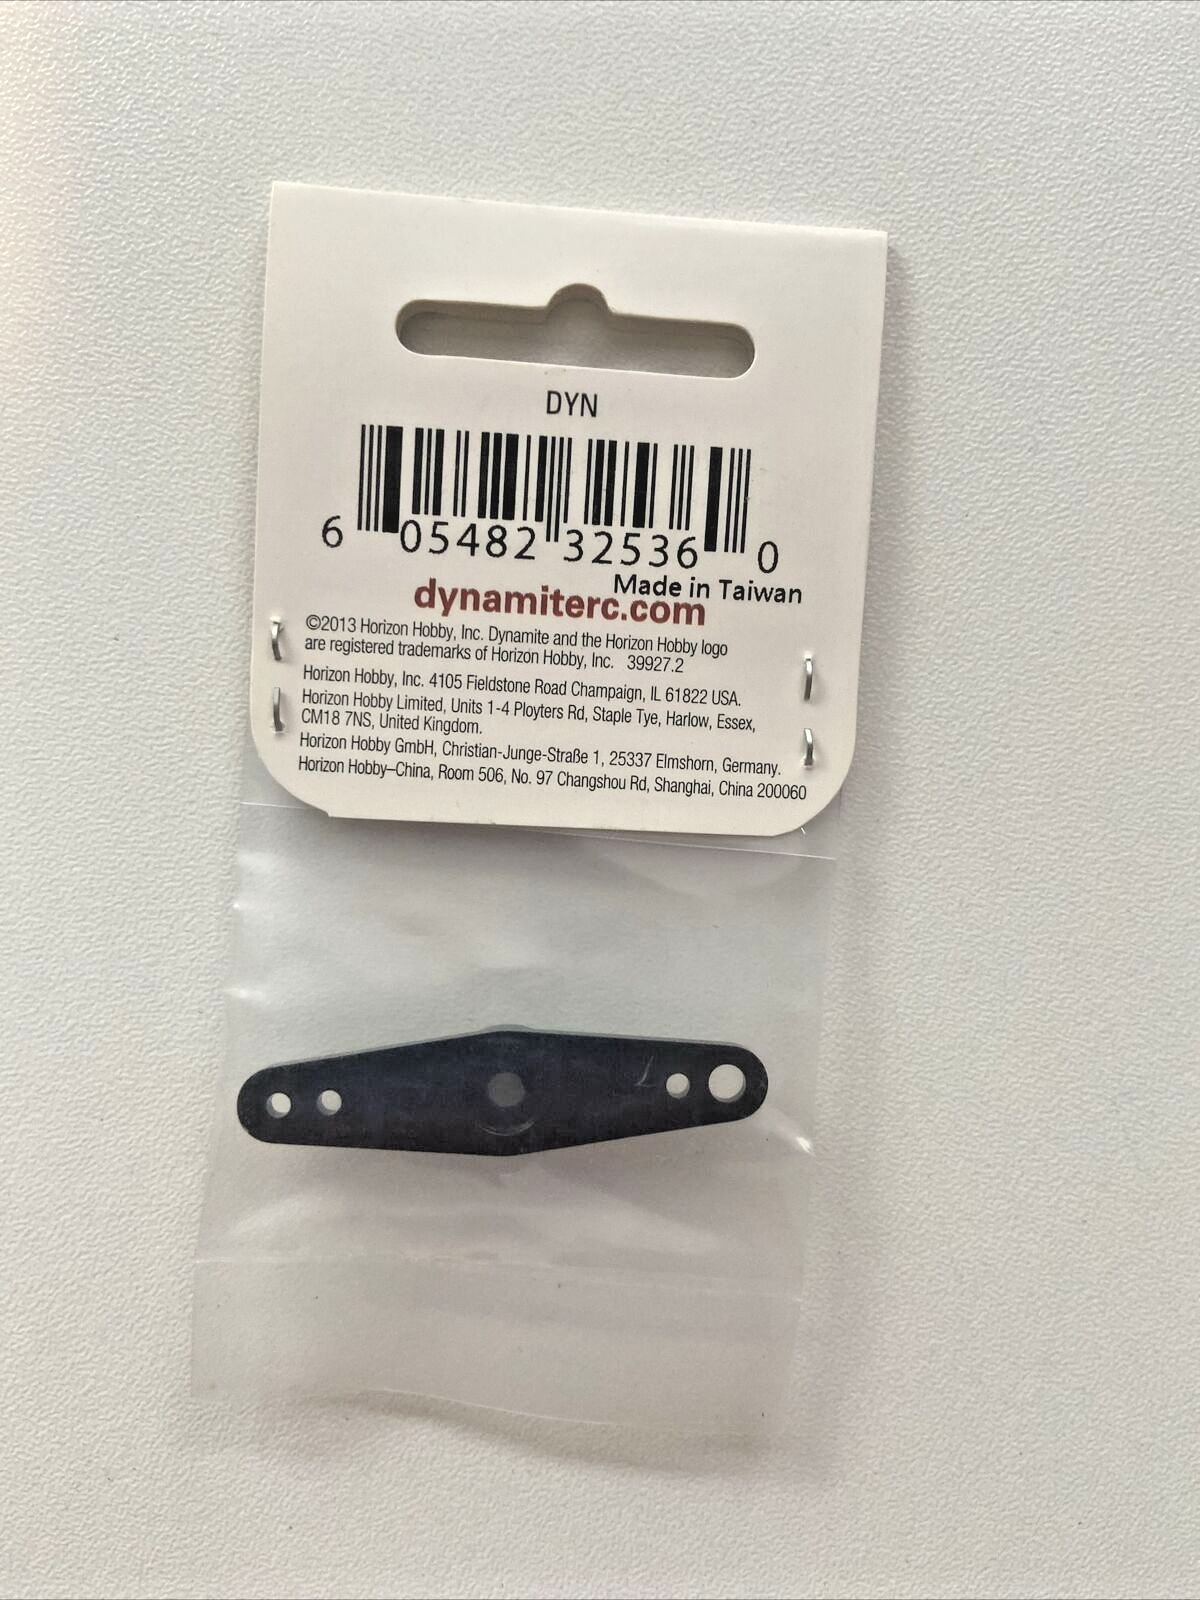 DYN
6 05482 32536 0
Made in Taiwan
dynamiterc.com
©2013 Horizon Hobby, Inc. Dynamite and the Horizon Hobby logo
are registered trademarks of Horizon Hobby, Inc. 39927.2
Horizon Hobby, Inc. 4105 Fieldstone Road Champaign, IL 61822 USA.
Horizon Hobby Limited, Units 1-4 Ployters Rd, Staple Tye, Harlow, Essex,
CM18 7NS, United Kingdom.
Horizon Hobby GmbH, Christian-Junge-Straße 1, 25337 Elmshorn, Germany.
Horizon Hobby–China, Room 506, No. 97 Changshou Rd, Shanghai, China 200060